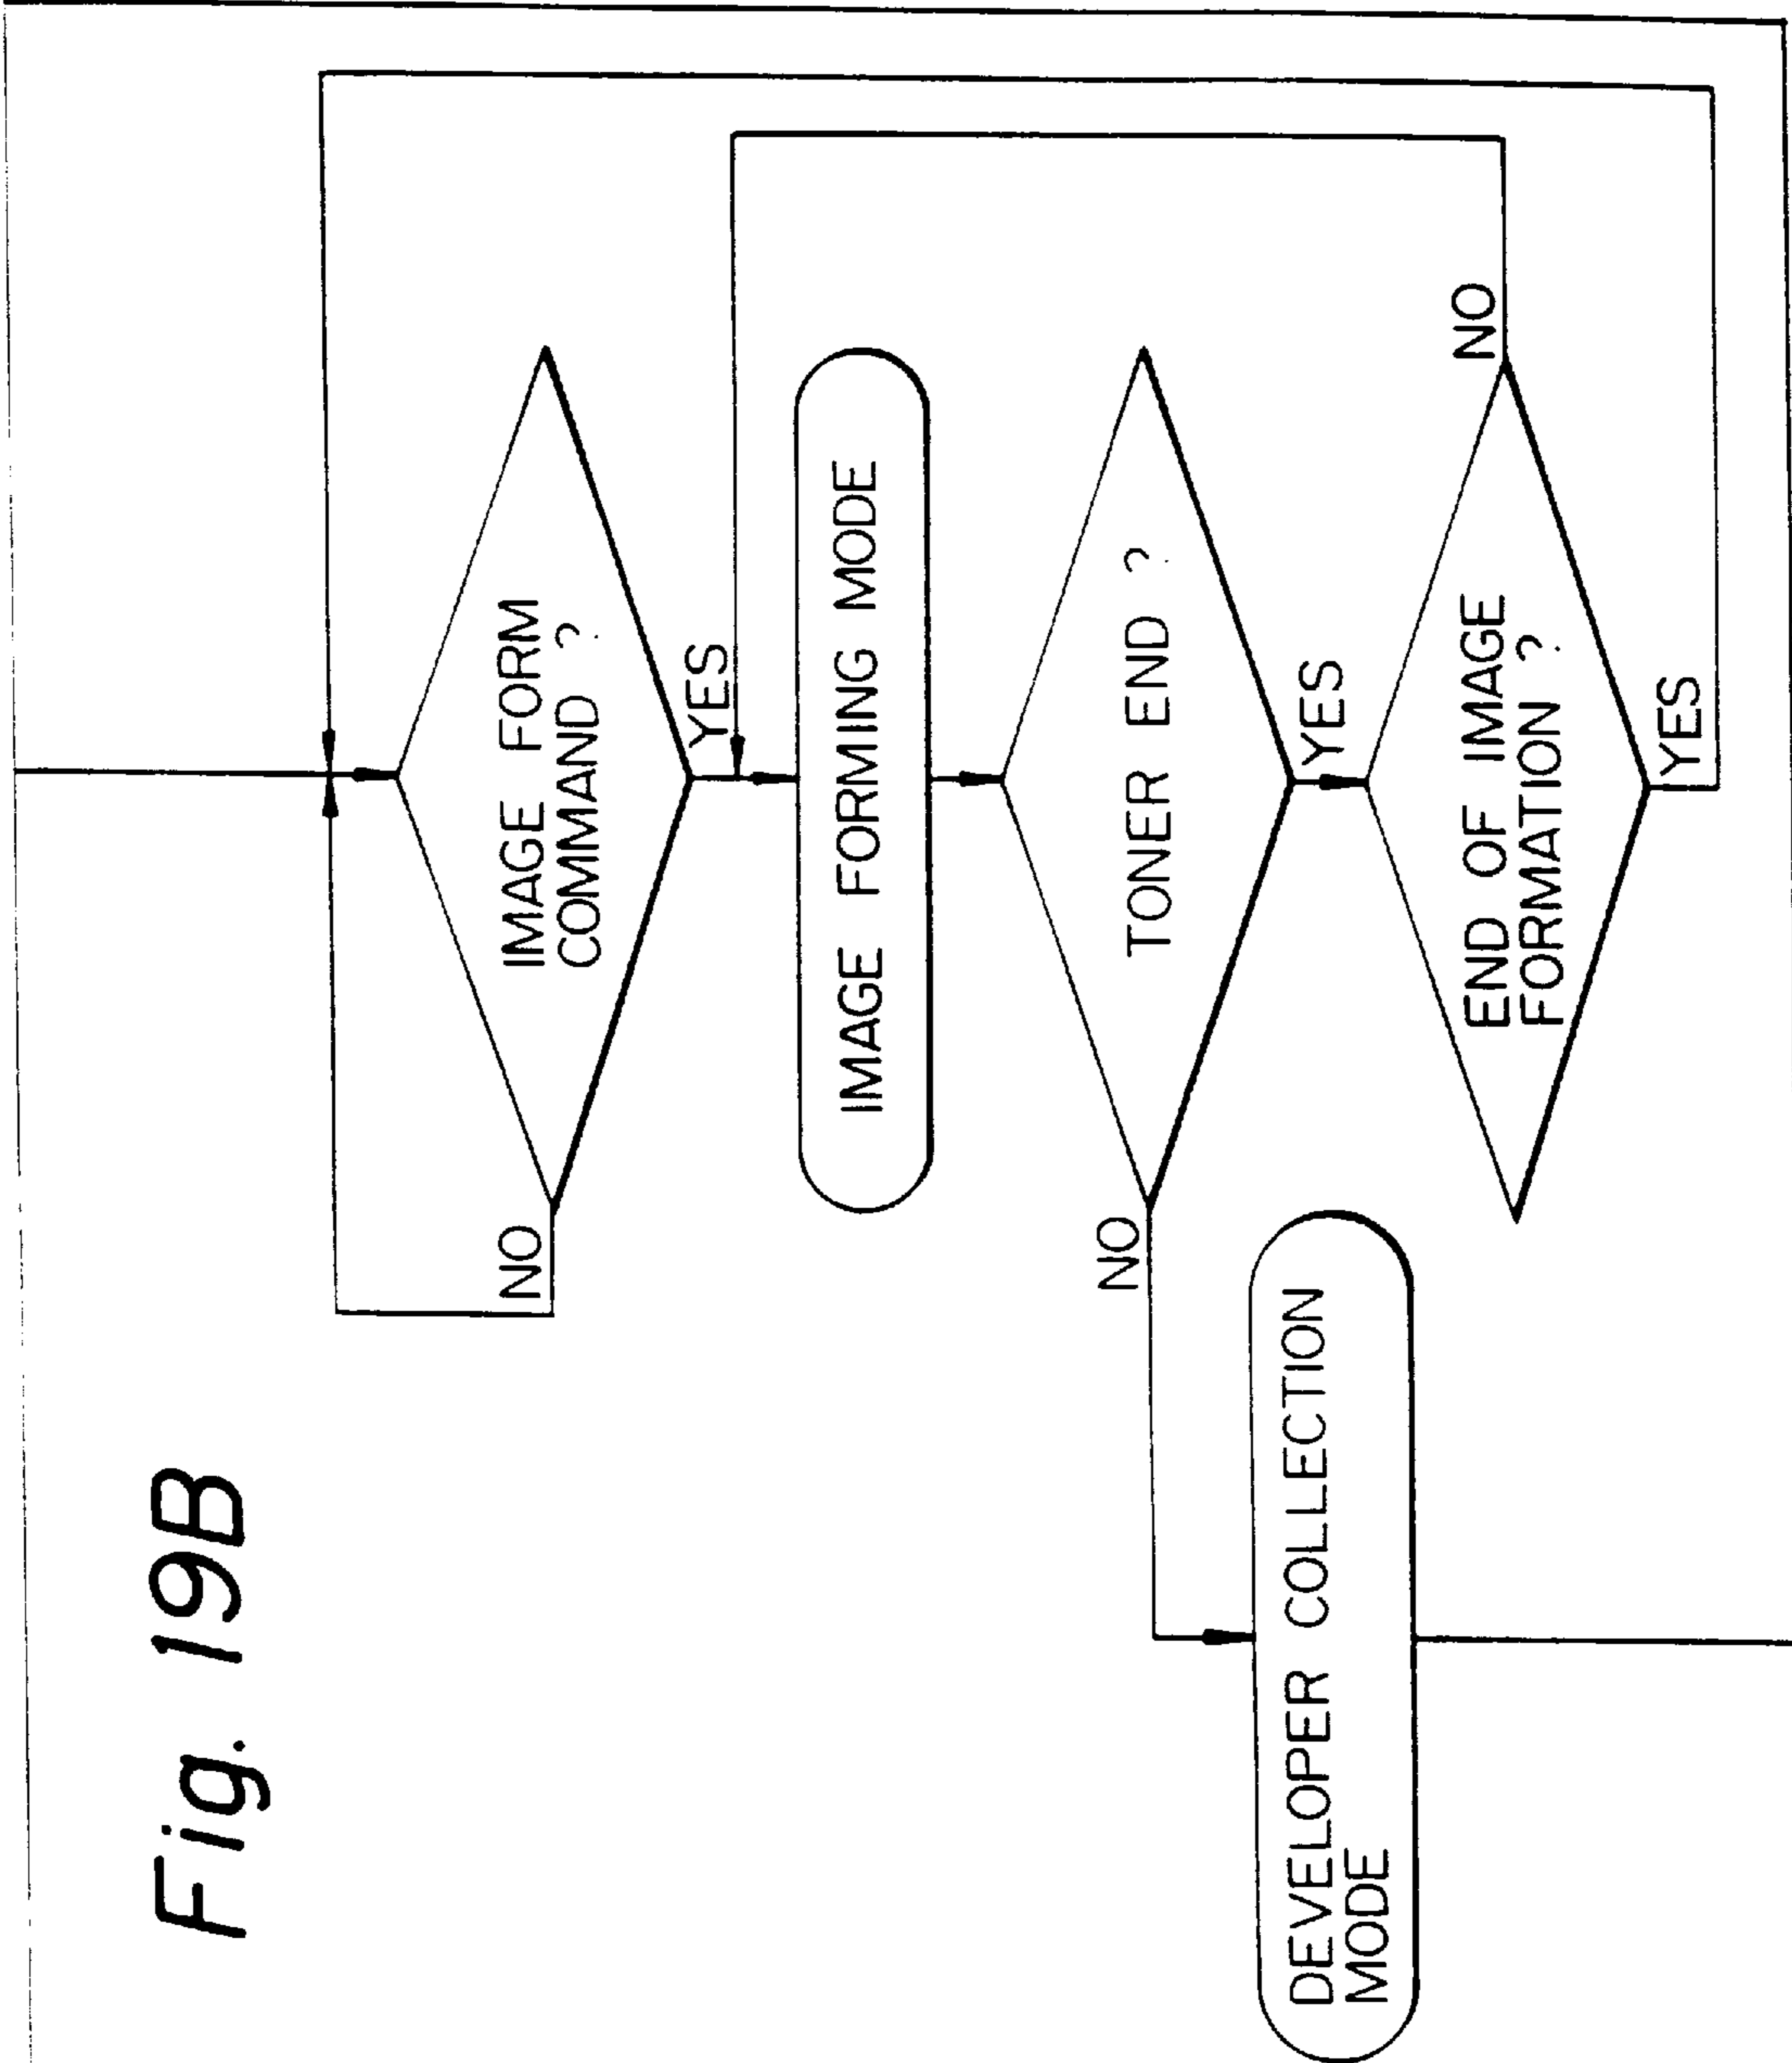 Fig. 19B
IMAGE FORM
COMMAND ?
NO
YES
IMAGE FORMING MODE
TONER END ?
NO
YES
DEVELOPER COLLECTION
MODE
END OF IMAGE
FORMATION ?
NO
YES